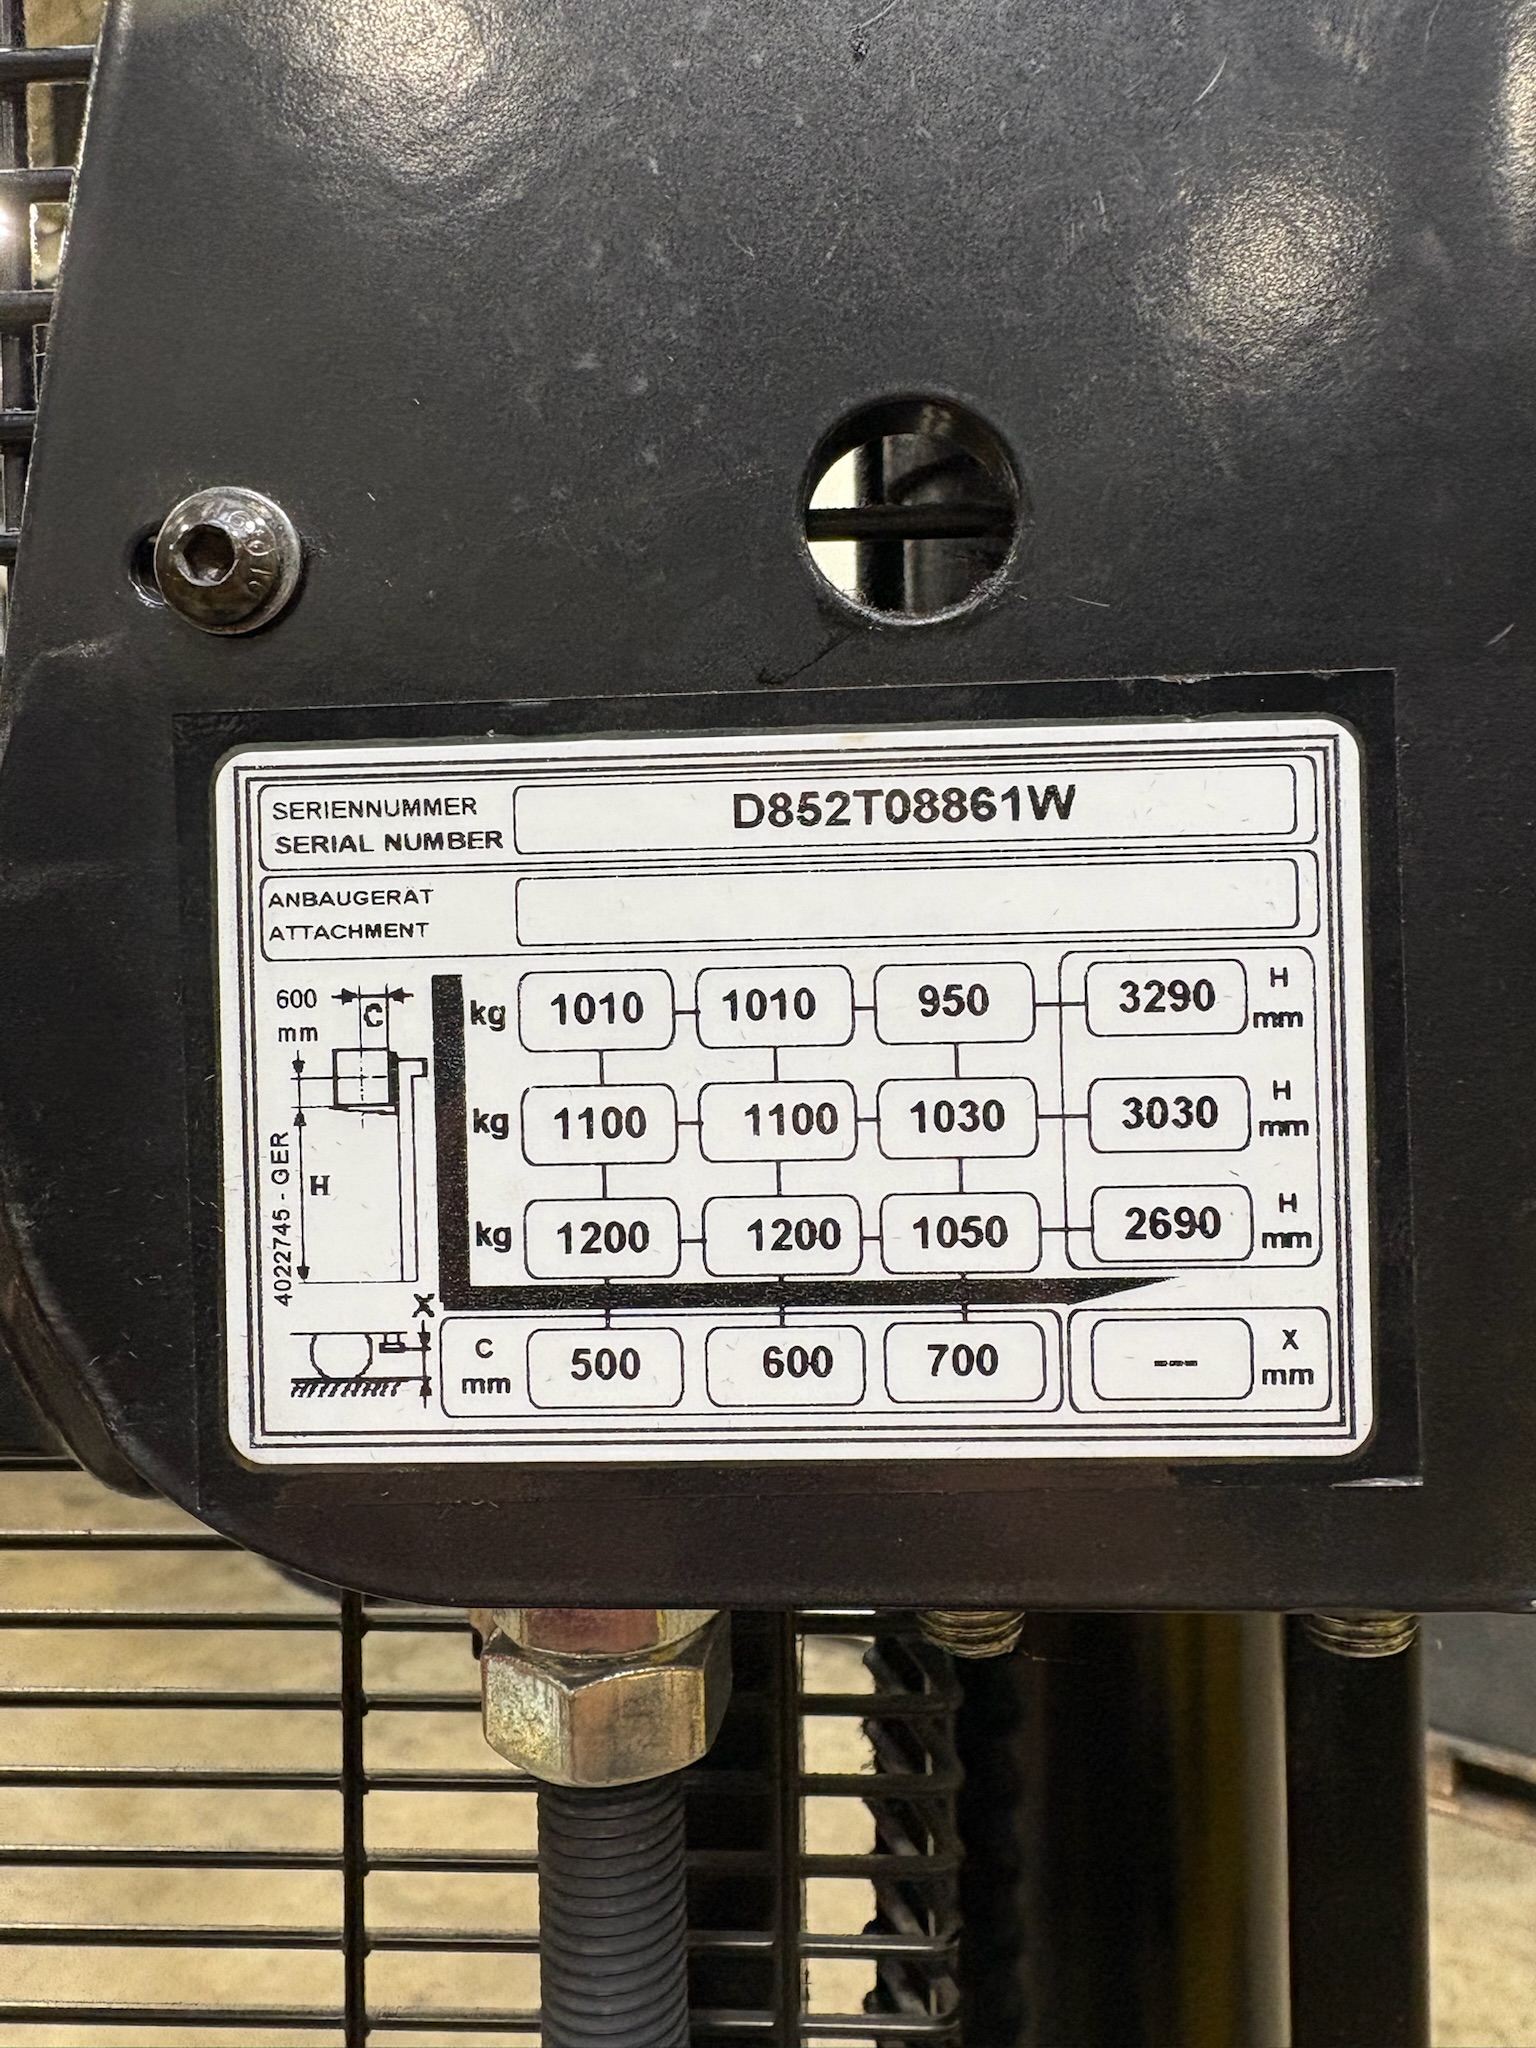 SERIENNUMMER
SERIAL NUMBER
D852T08861W
ANBAUGERÄT
ATTACHMENT
600
mm
C
kg 1010 1010 950 3290 H
mm
kg 1100 1100 1030 3030 H
mm
kg 1200 1200 1050 2690 H
mm
H
4022745 - GER
X
C
mm
500 600 700 --- X
mm